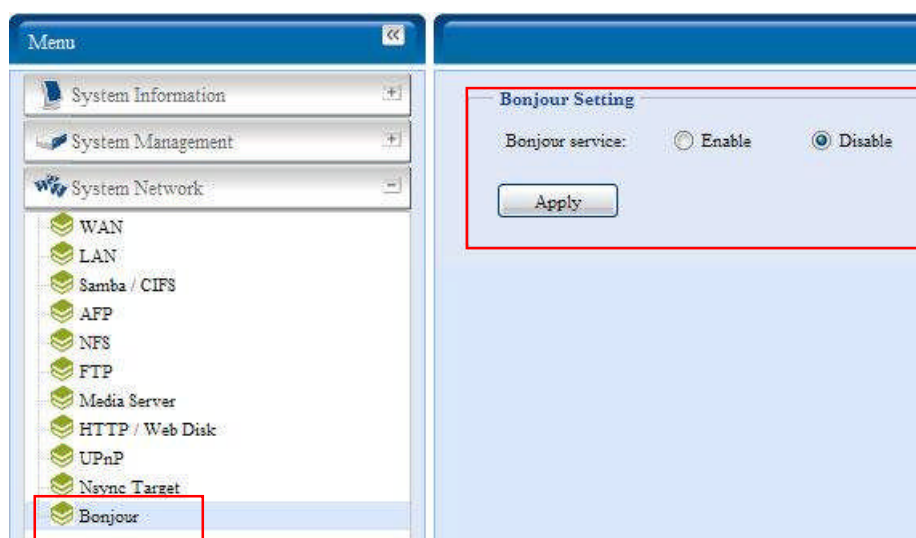 Menu
System Information
System Management
System Network
WAN
LAN
Samba / CIFS
AFP
NFS
FTP
Media Server
HTTP / Web Disk
UPnP
Nsync Target
Bonjour
Bonjour Setting
Bonjour service: Enable Disable
Apply